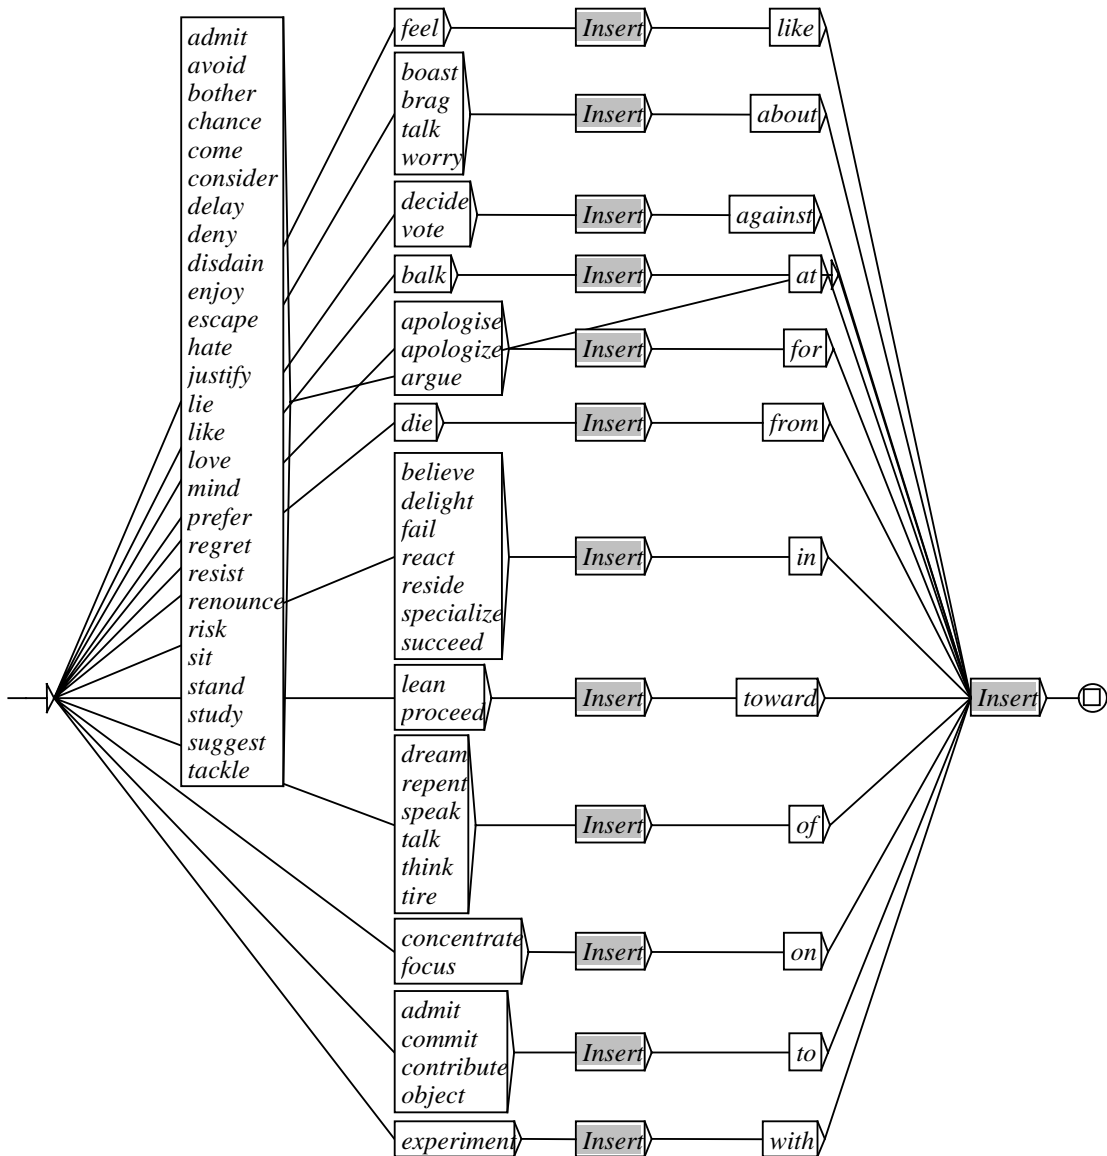 admit
avoid
bother
chance
come
consider
delay
deny
disdain
enjoy
escape
hate
justify
lie
like
love
mind
prefer
regret
resist
renounce
risk
sit
stand
study
suggest
tackle
feel Insert like
boast
brag
talk
worry
Insert about
decide
vote
Insert against
balk Insert at
apologise
apologize
argue
Insert for
die Insert from
believe
delight
fail
react
reside
specialize
succeed
Insert in
lean
proceed
Insert toward
Insert
dream
repent
speak
talk
think
tire
Insert of
concentrate
focus
Insert on
admit
commit
contribute
object
Insert to
experiment Insert with